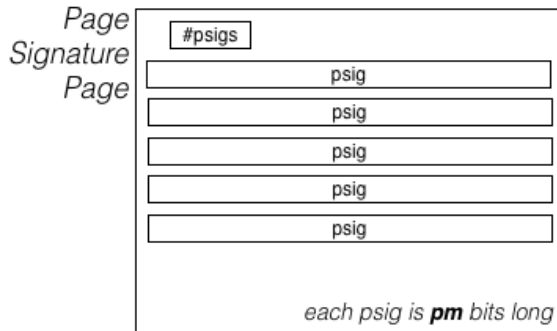 Page
Signature
Page
#psigs
psig
psig
psig
psig
psig
each psig is pm bits long